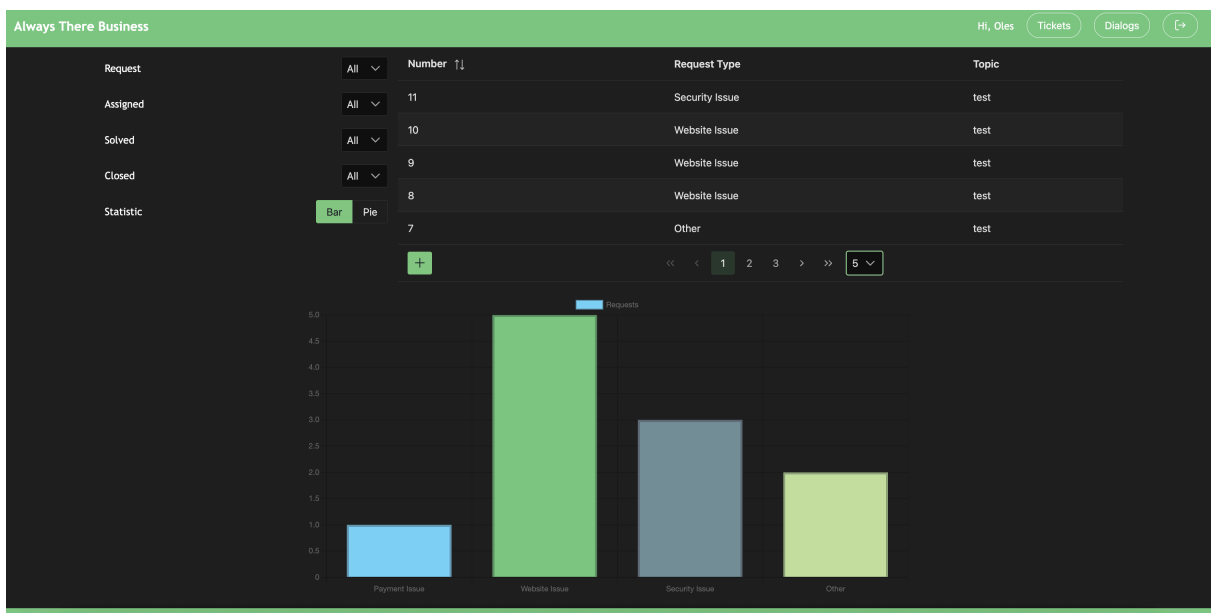 Always There Business
Hi, Oles Tickets Dialogs
Request All
Assigned All
Solved All
Closed All
Statistic Bar Pie
Number Request Type Topic
11 Security Issue test
10 Website Issue test
9 Website Issue test
8 Website Issue test
7 Other test
+ << < 1 2 3 > >> 5
Requests
5.0
4.5
4.0
3.5
3.0
2.5
2.0
1.5
1.0
0.5
0
Payment Issue Website Issue Security Issue Other